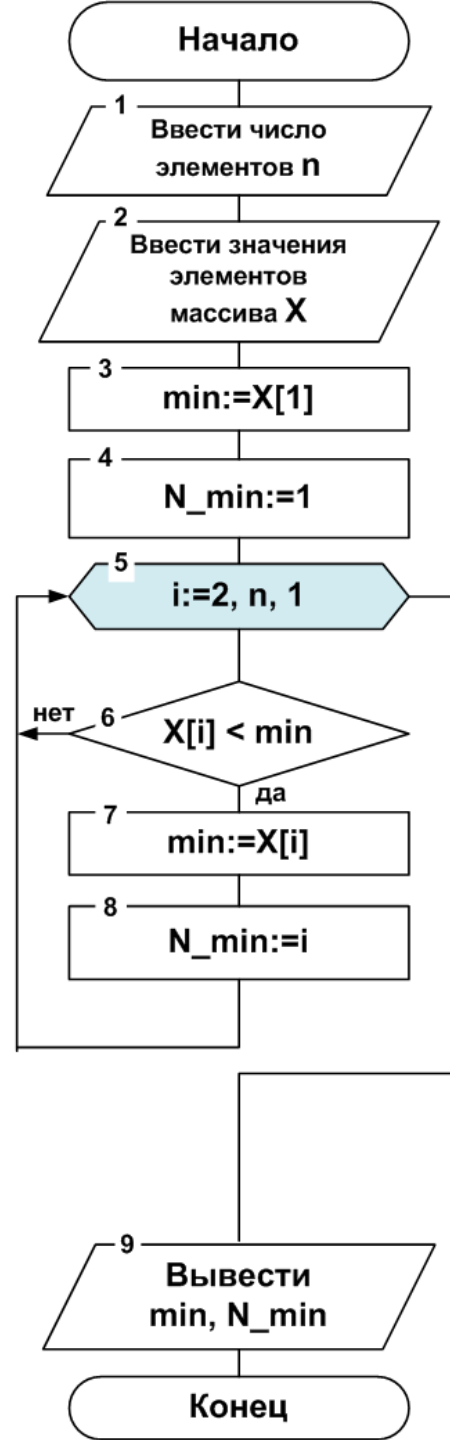 Начало
1
Ввести число
элементов n
2
Ввести значения
элементов
массива X
3
min:=X[1]
4
N_min:=1
5
i:=2, n, 1
нет
6
X[i] < min
да
7
min:=X[i]
8
N_min:=i
9
Вывести
min, N_min
Конец